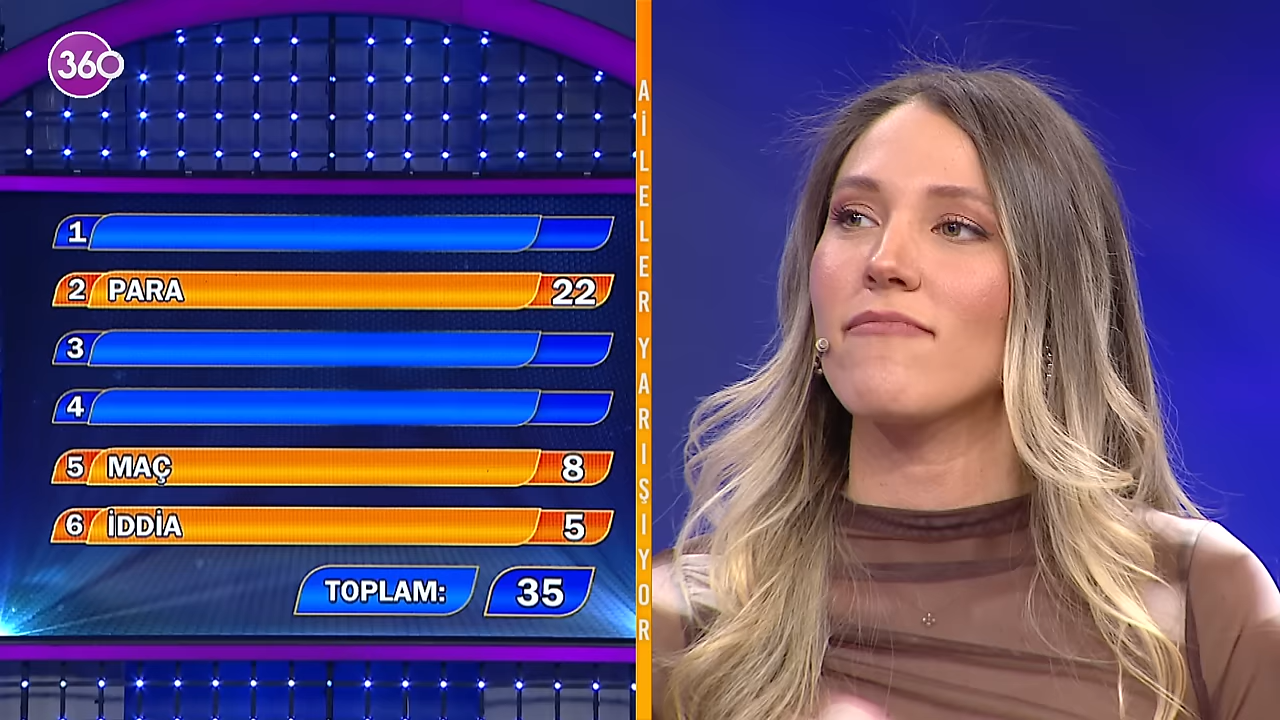 360
1
2 PARA 22
3
4
5 MAÇ 8
6 İDDİA 5
TOPLAM: 35
AİLELER YARIŞIYOR